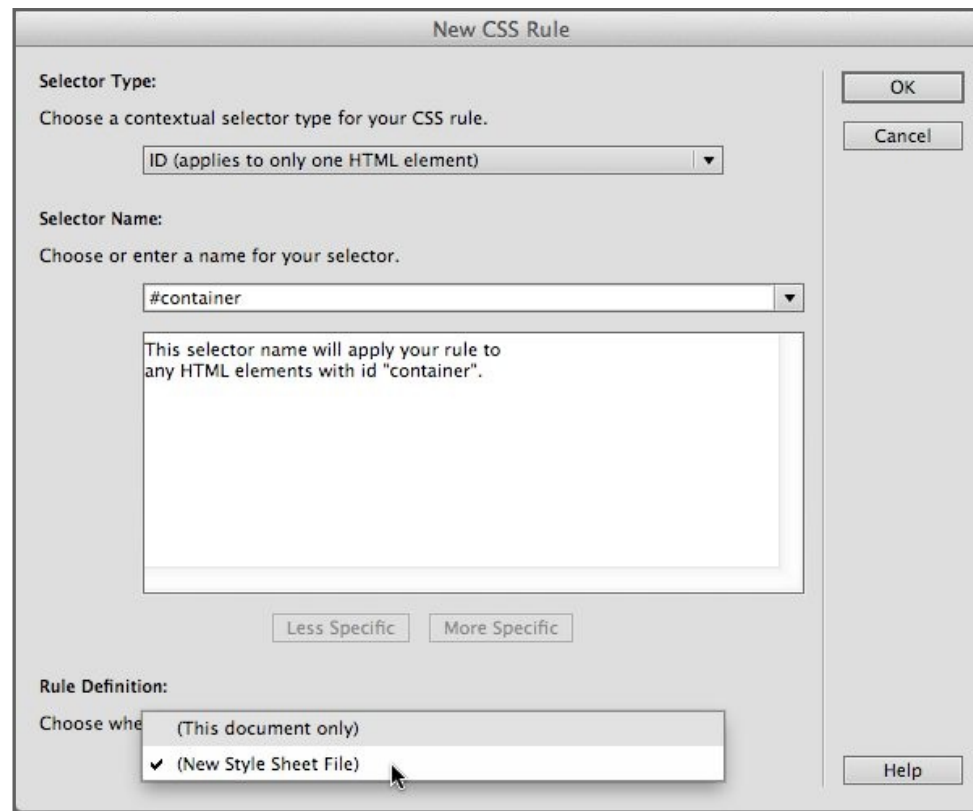 New CSS Rule
Selector Type:
OK
Choose a contextual selector type for your CSS rule.
Cancel
ID (applies to only one HTML element)
Selector Name:
Choose or enter a name for your selector.
#container
This selector name will apply your rule to
any HTML elements with id "container".
Less Specific More Specific
Rule Definition:
Choose whe
(This document only)
(New Style Sheet File)
Help